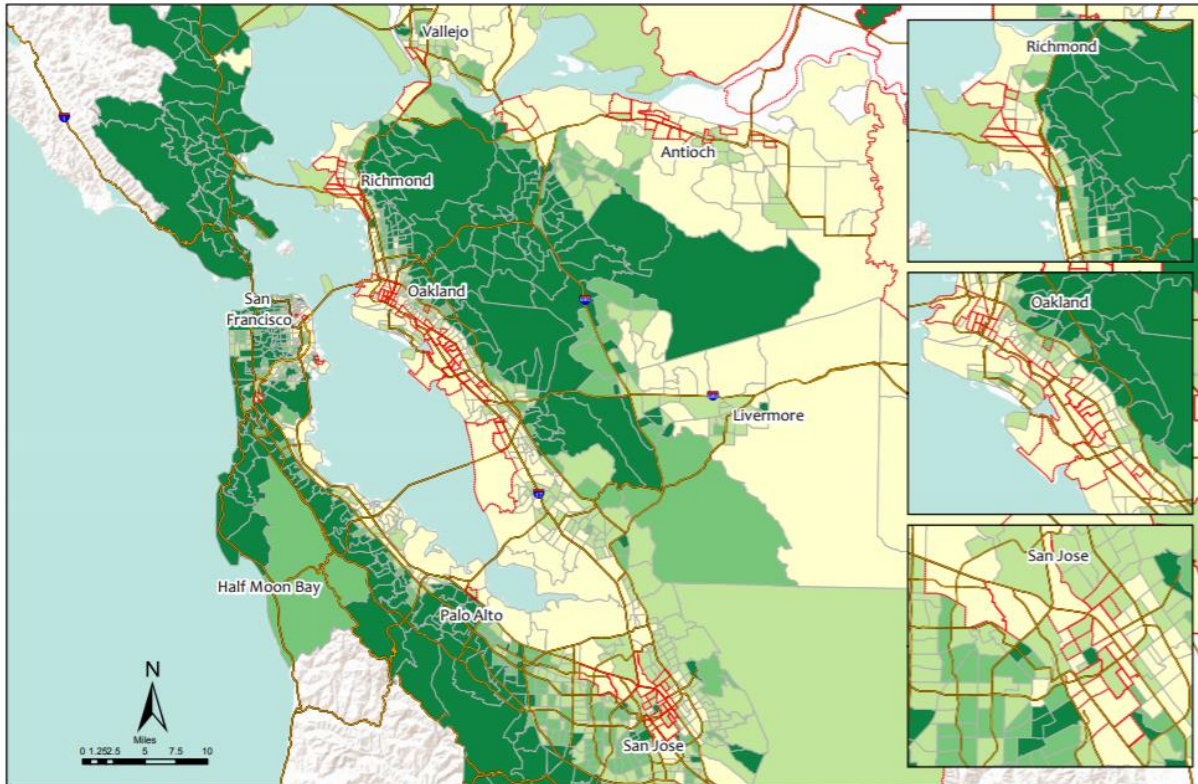 Vallejo
Richmond
1
Antioch
Richmond
Oakland
San
Francisco
Oakland
Livermore
Half Moon Bay
Palo Alto
San Jose
San Jose
N
Miles
0 1.252.5 5 7.5 10